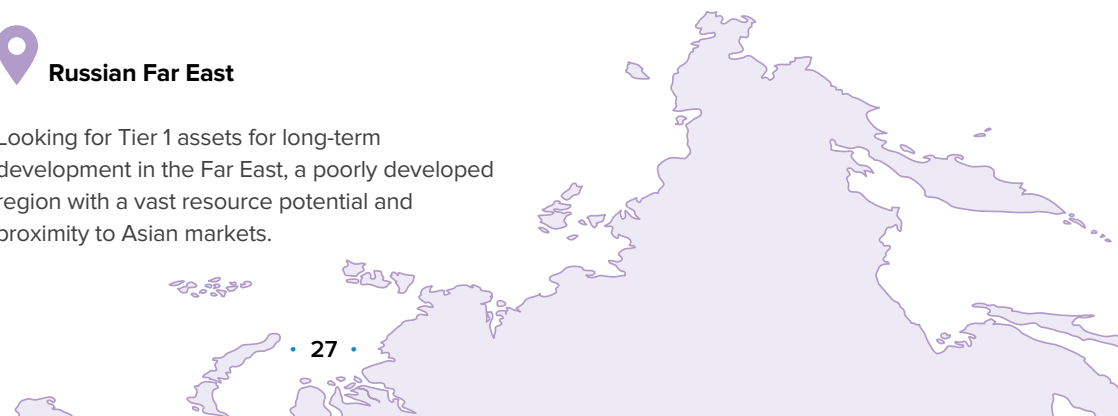 Russian Far East
Looking for Tier 1 assets for long-term
development in the Far East, a poorly developed
region with a vast resource potential and
proximity to Asian markets.
• 27 •